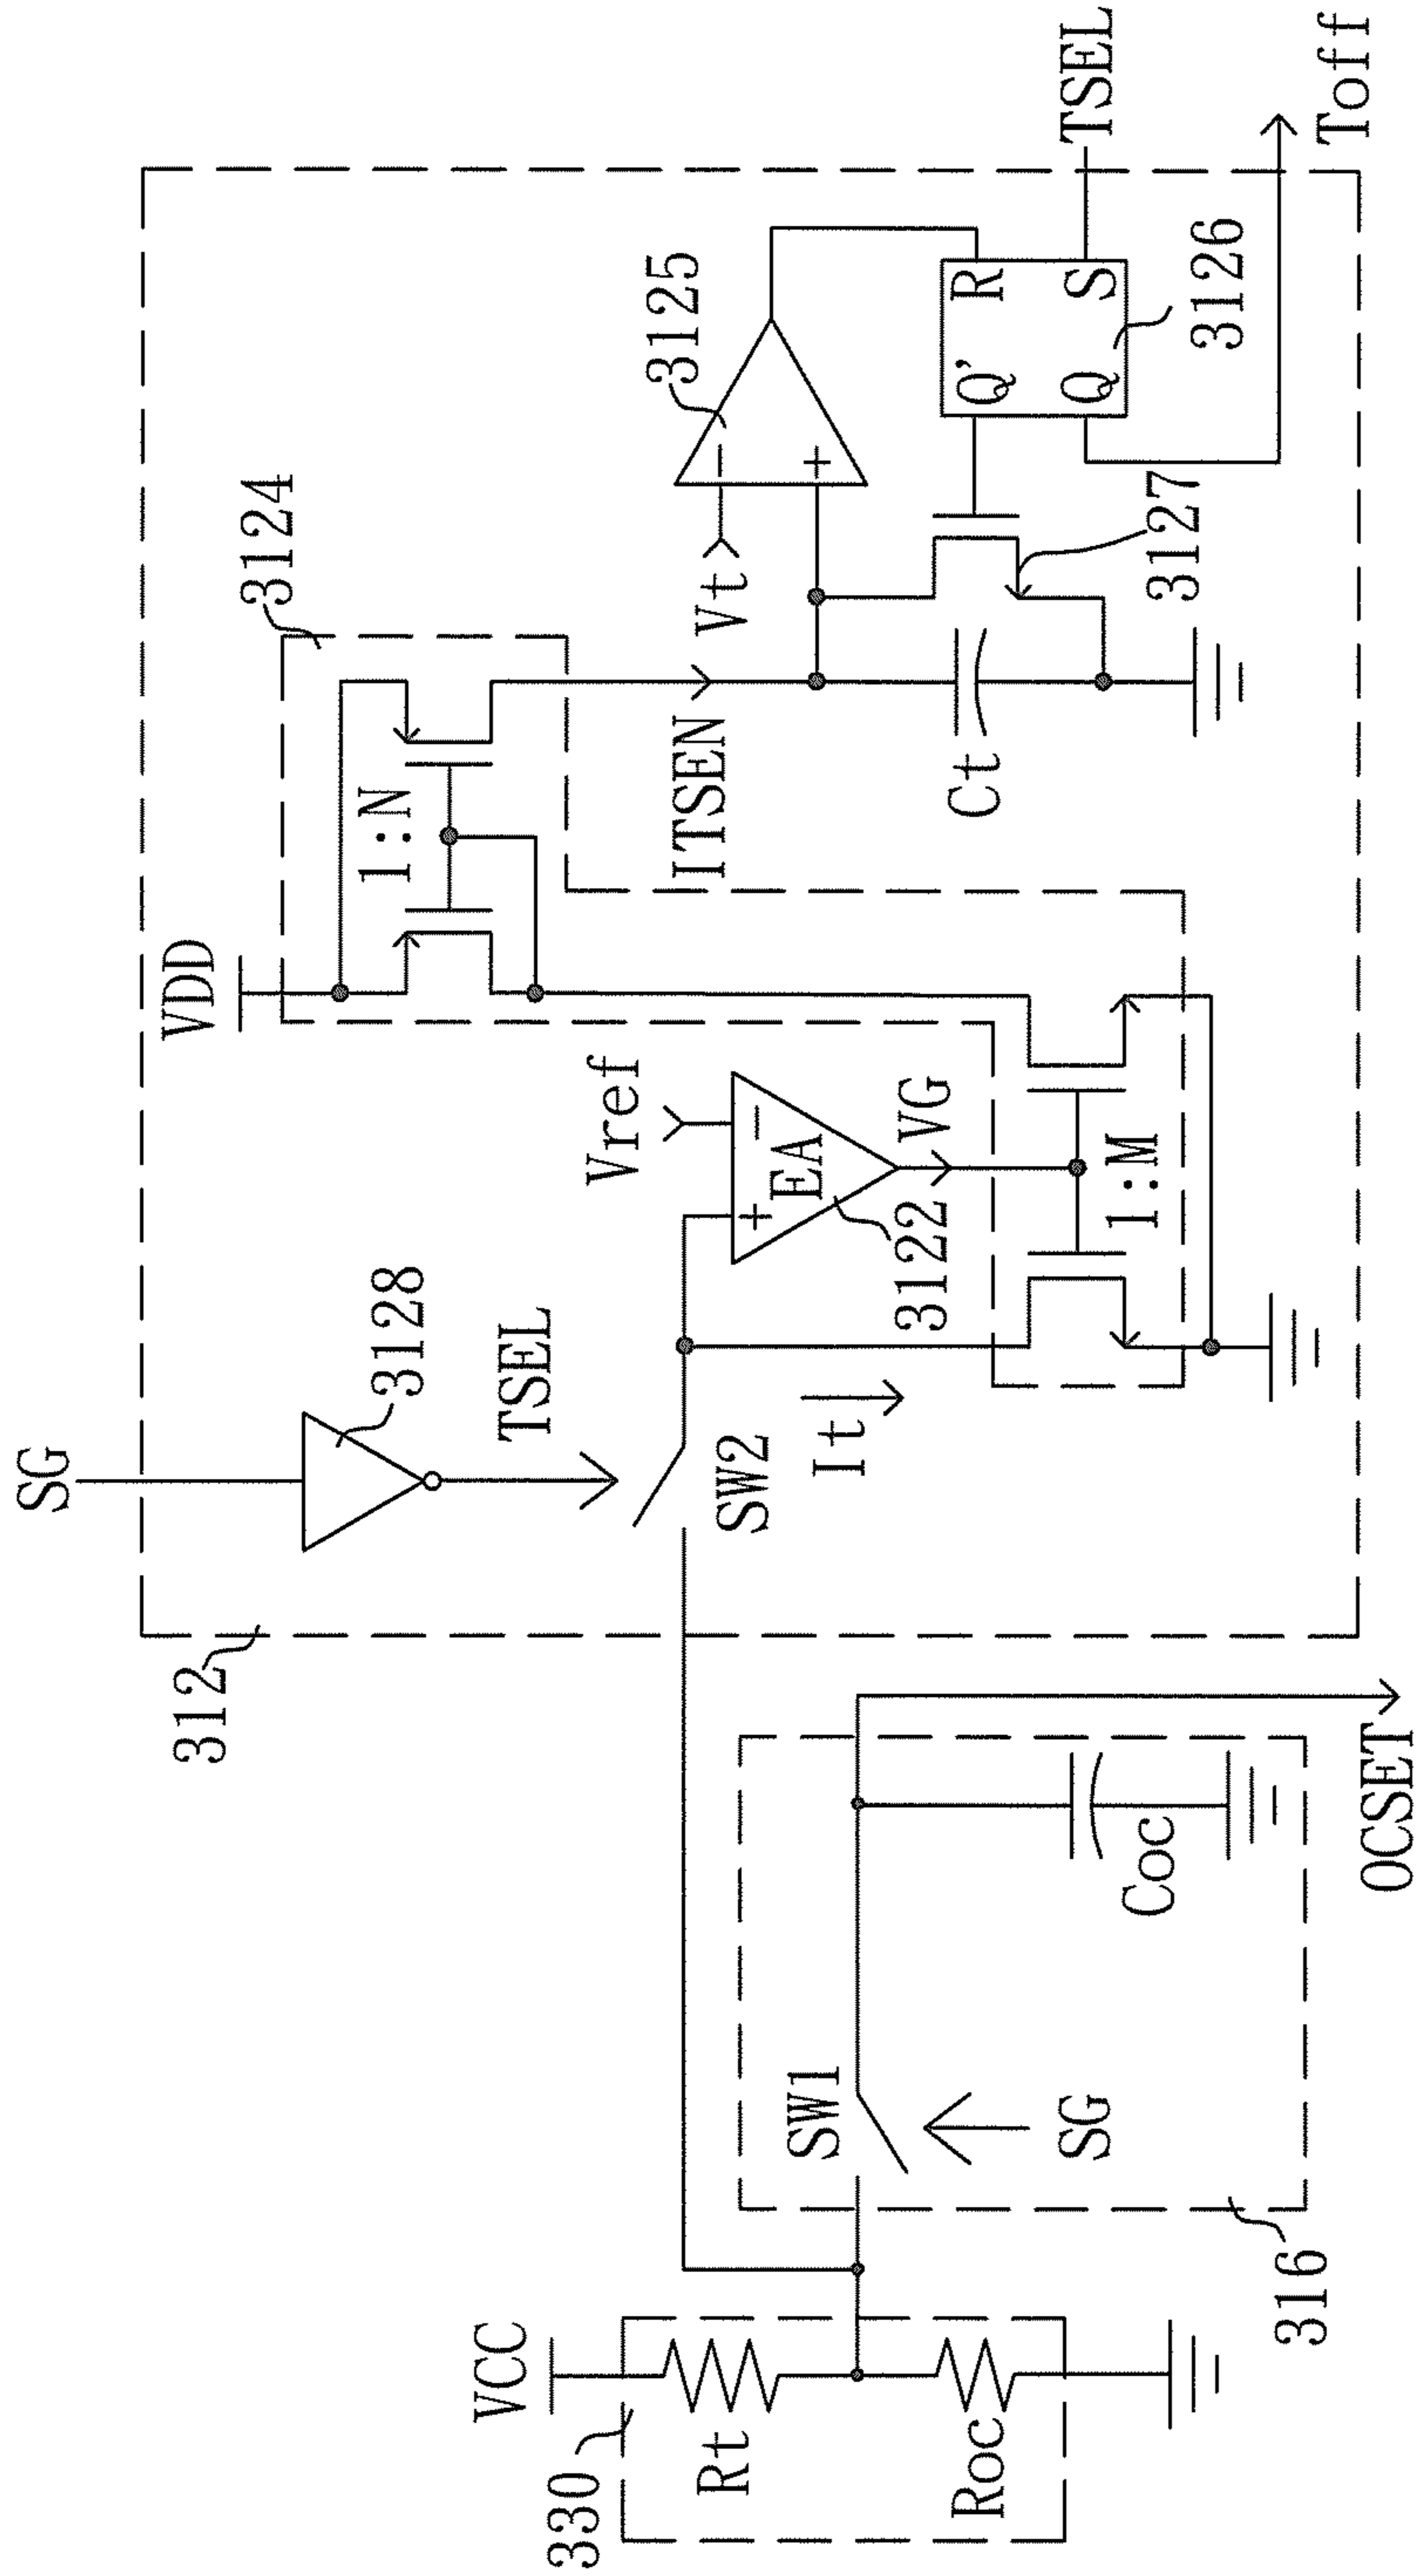 SG
312
3128
TSEL
SW2
VDD
3124
1:N
ITSEN
Vref
EA
+
-
3122
VG
It
1:M
Vt
-
+
3125
Ct
3127
Q'
R
Q
S
3126
TSEL
Toff
VCC
330
Rt
Roc
SW1
SG
316
Coc
OCSET